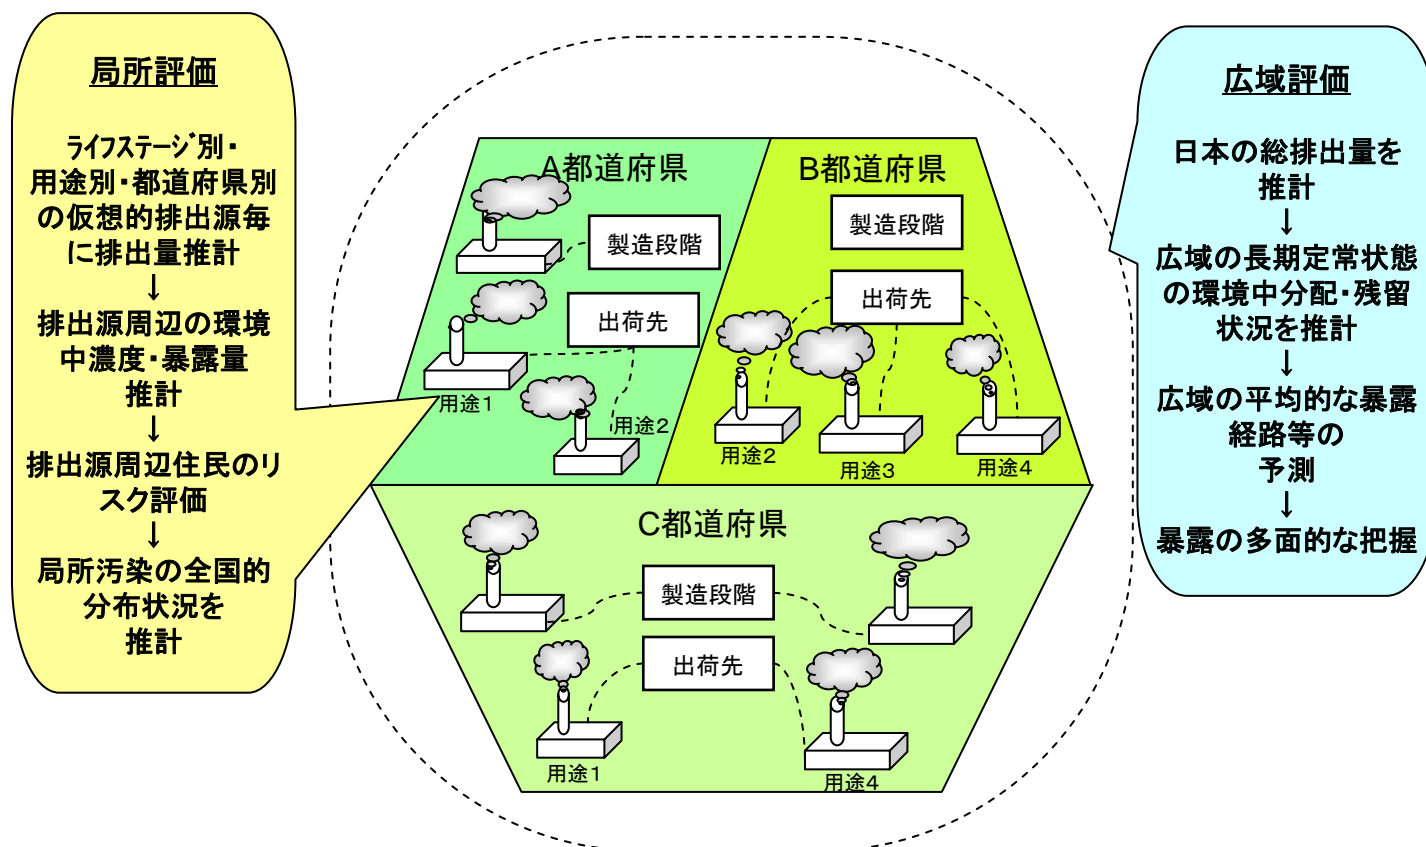 局所評価
ライフステージ別・
用途別・都道府県別
の仮想的排出源毎
に排出量推計
↓
排出源周辺の環境
中濃度・暴露量
推計
↓
排出源周辺住民のリ
スク評価
↓
局所汚染の全国的
分布状況を
推計
A都道府県
製造段階
出荷先
用途1
用途2
B都道府県
製造段階
出荷先
用途2
用途3
用途4
C都道府県
製造段階
出荷先
用途1
用途4
広域評価
日本の総排出量を
推計
↓
広域の長期定常状態
の環境中分配・残留
状況を推計
↓
広域の平均的な暴露
経路等の
予測
↓
暴露の多面的な把握